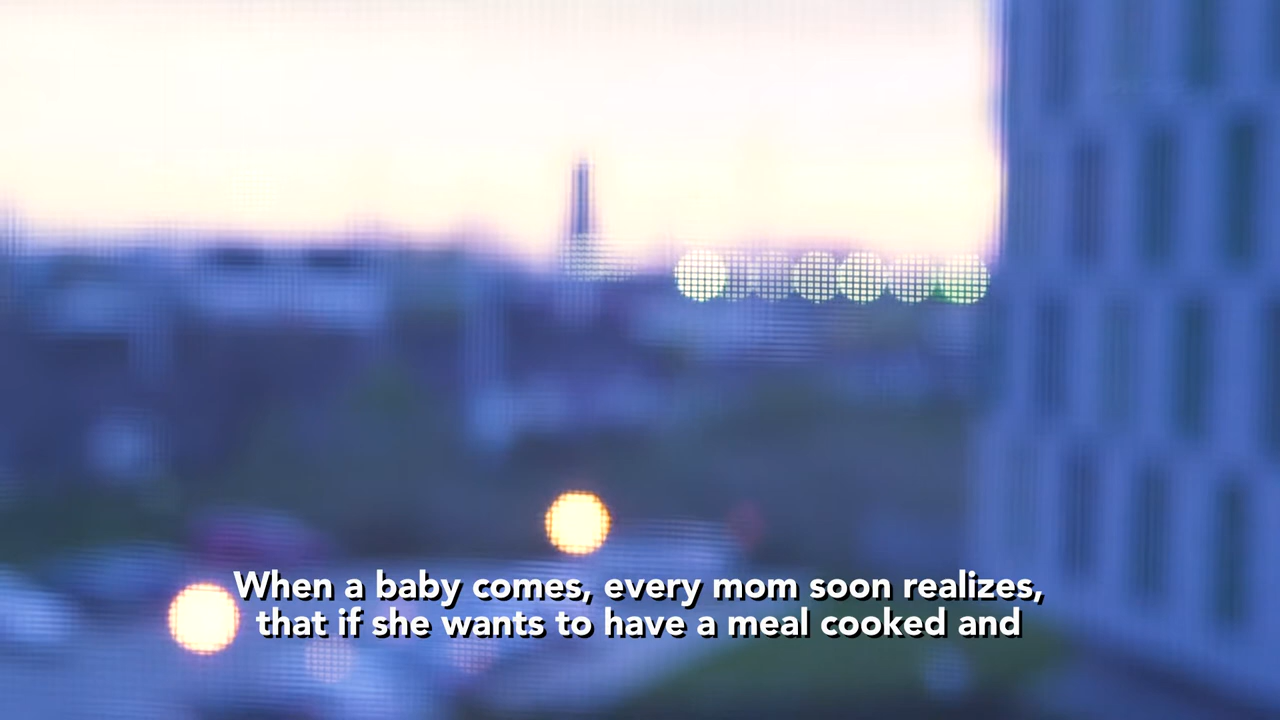 When a baby comes, every mom soon realizes,
that if she wants to have a meal cooked and